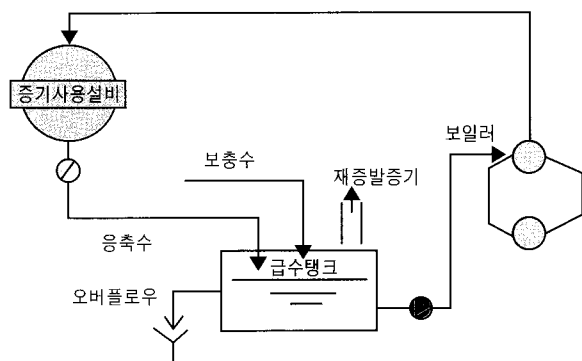 증기사용설비
보일러
보충수
재증발증기
응축수
급수탱크
오버플로우